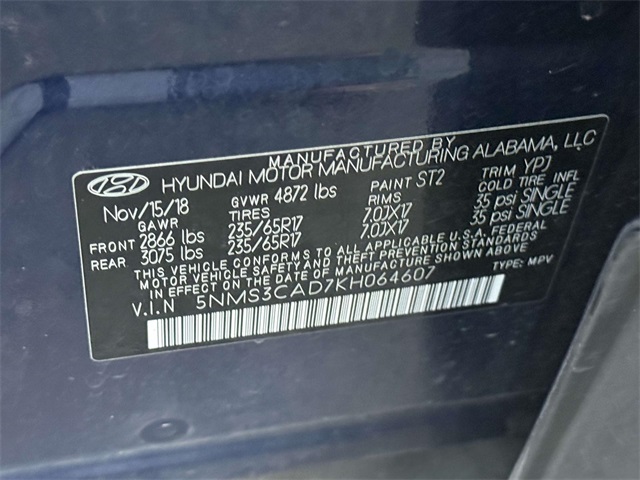 MANUFACTURED BY
HYUNDAI MOTOR MANUFACTURING ALABAMA, LLC
Nov/15/18 GVWR 4872 lbs PAINT ST2 TRIM YPJ
GAWR TIRES RIMS COLD TIRE INF.
FRONT 2866 lbs 235/65R17 7.0JX17 35 psi SINGLE
REAR 3075 lbs 235/65R17 7.0JX17 35 psi SINGLE
THIS VEHICLE CONFORMS TO ALL APPLICABLE U.S.A. FEDERAL
MOTOR VEHICLE SAFETY AND THEFT PREVENTION STANDARDS
IN EFFECT ON THE DATE OF MANUFACTURE SHOWN ABOVE.
V.I.N 5NMS3CAD7KH064607 TYPE: MPV